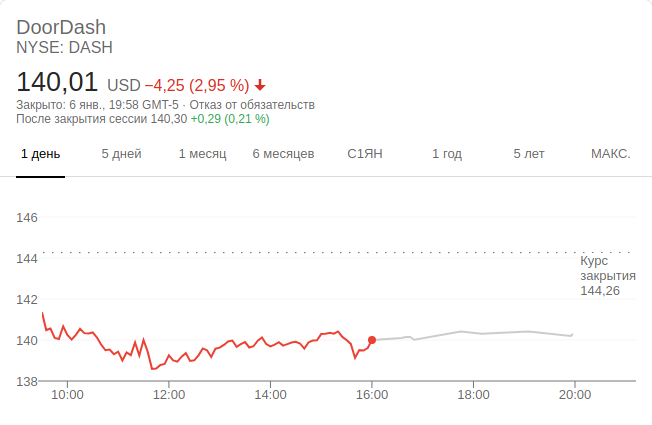 DoorDash
NYSE: DASH
140,01 USD −4,25 (2,95 %)
Закрыто: 6 янв., 19:58 GMT-5 · Отказ от обязательств
После закрытия сессии 140,30 +0,29 (0,21 %)
1 день 5 дней 1 месяц 6 месяцев С1ЯН 1 год 5 лет МАКС.
146
144
Курс
закрытия
144,26
142
140
138
10:00 12:00 14:00 16:00 18:00 20:00